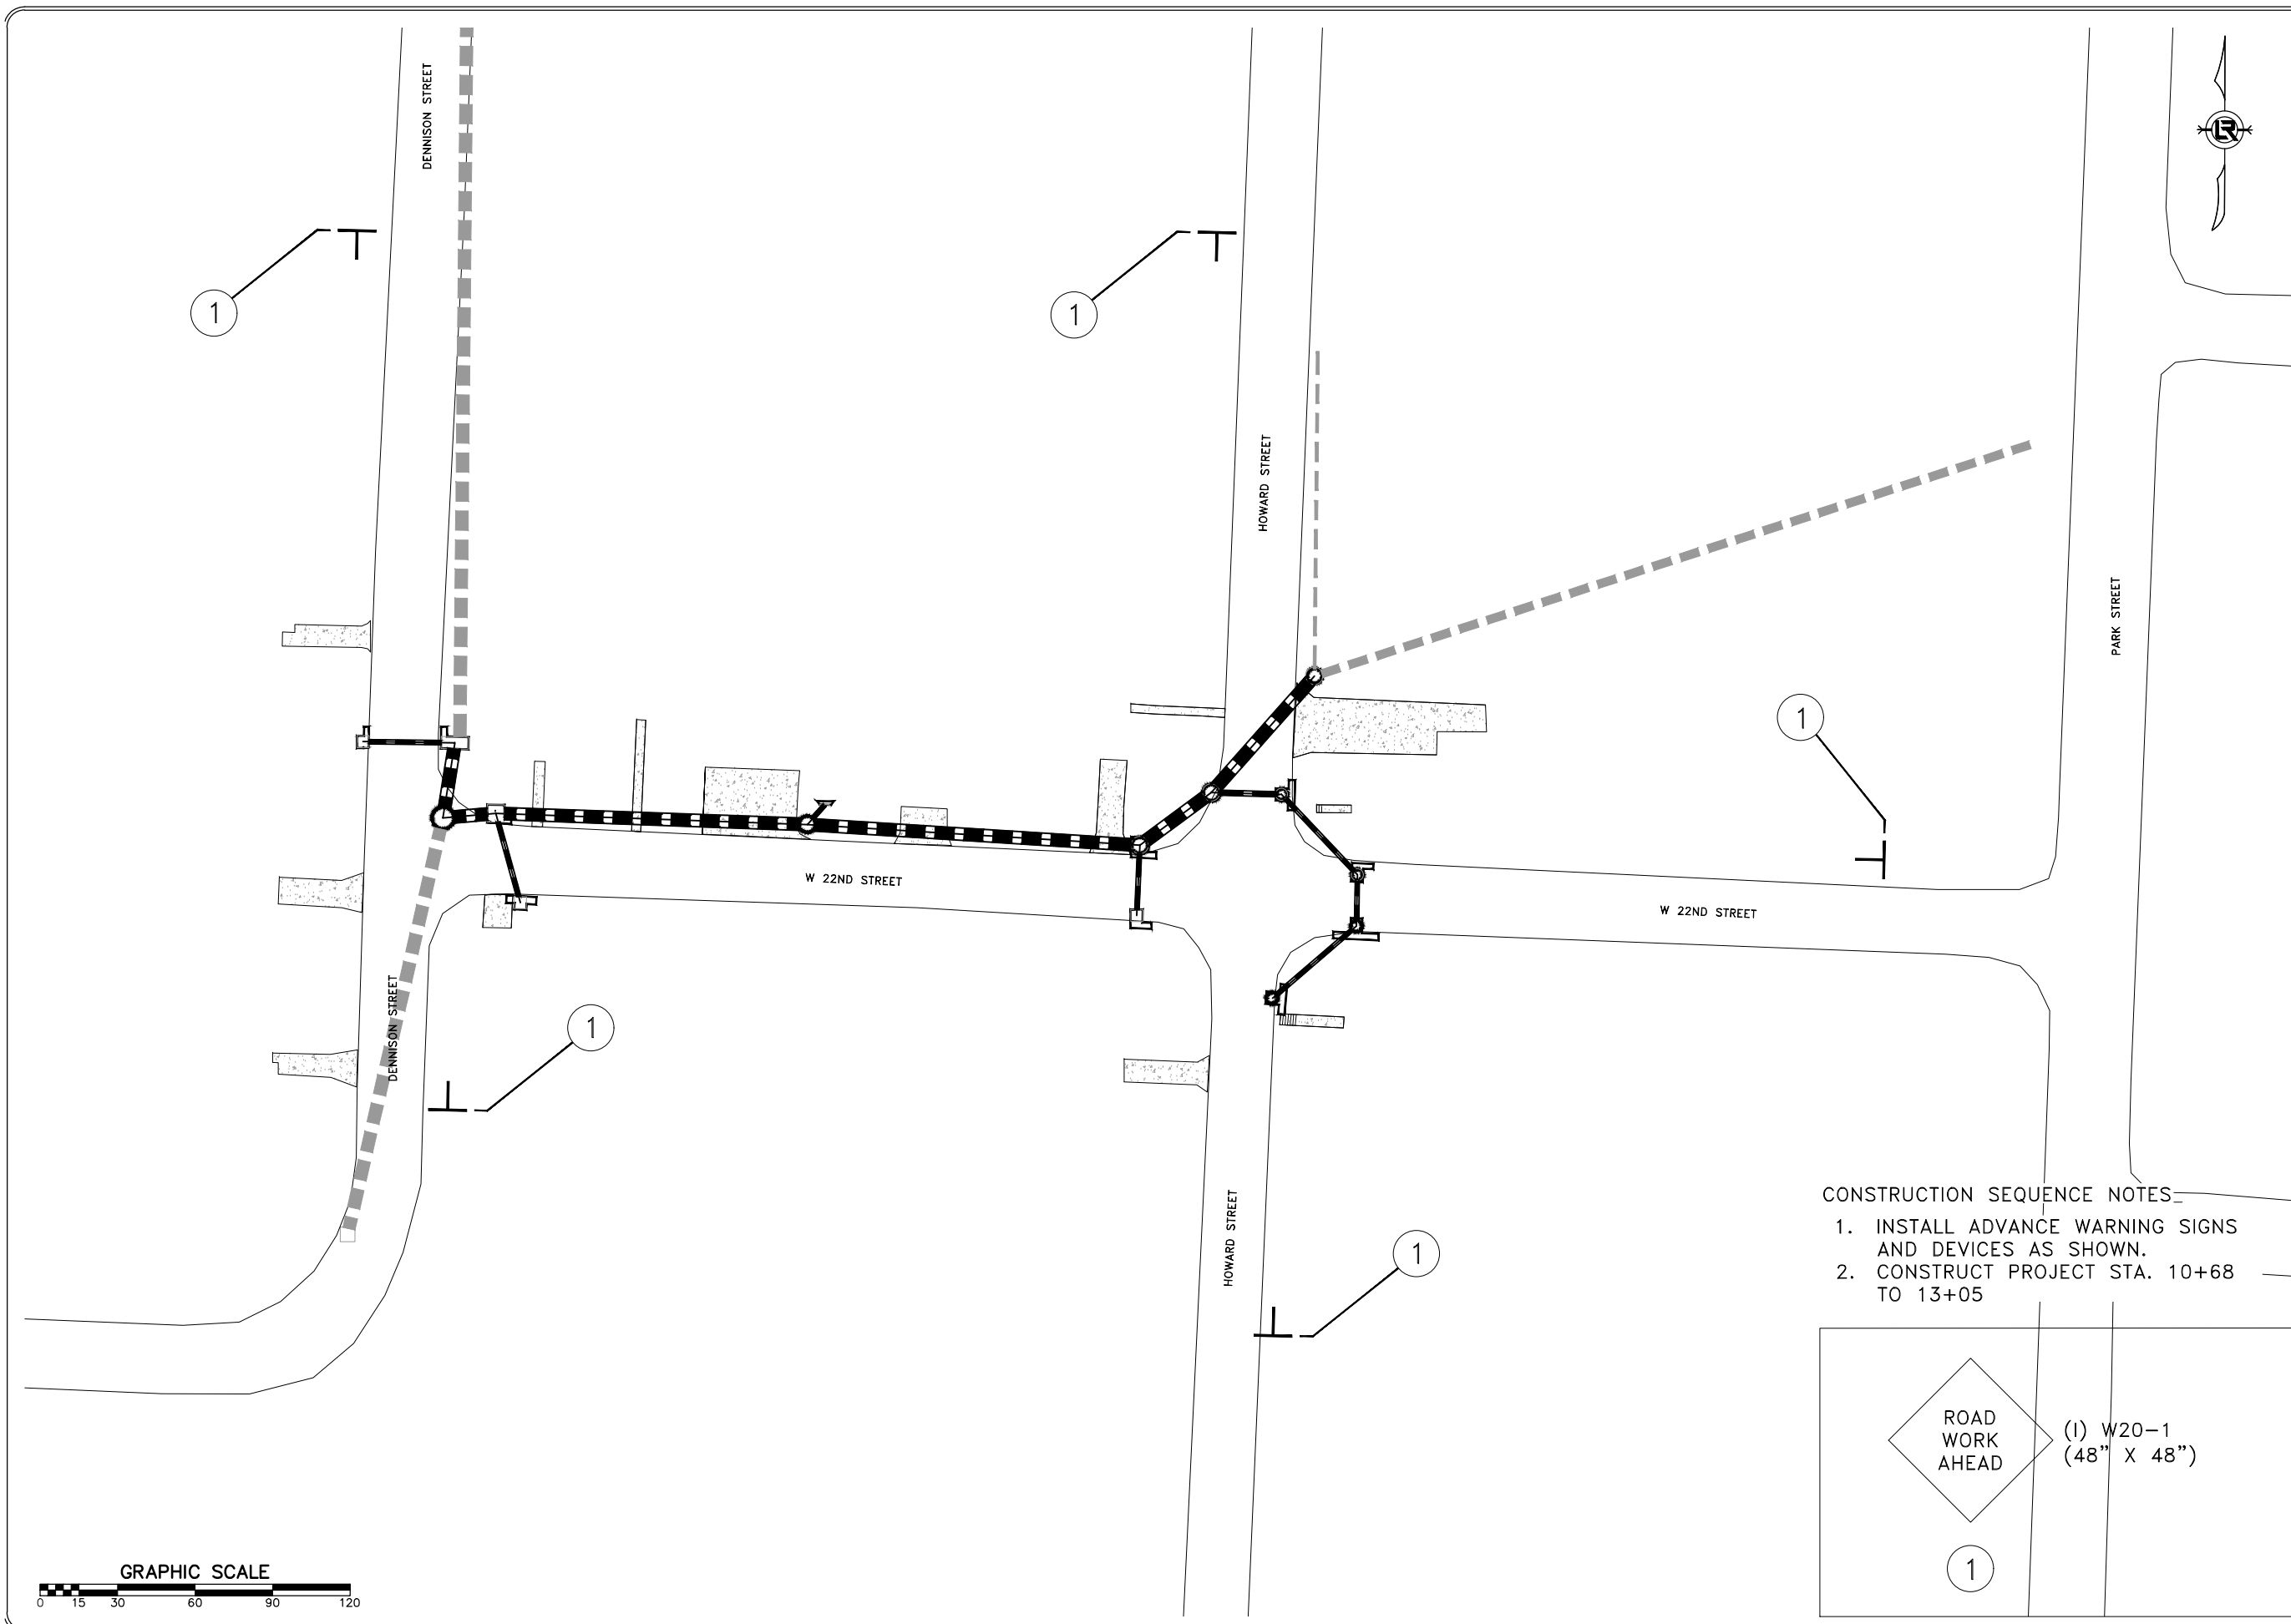 DENNISON STREET
1
1
HOWARD STREET
PARK STREET
1
W 22ND STREET
W 22ND STREET
DENNISON STREET
1
HOWARD STREET
1
CONSTRUCTION SEQUENCE NOTES
1. INSTALL ADVANCE WARNING SIGNS
AND DEVICES AS SHOWN.
2. CONSTRUCT PROJECT STA. 10+68
TO 13+05
ROAD
WORK
AHEAD
(I) W20-1
(48” X 48”)
1
GRAPHIC SCALE
0 15 30 60 90 120